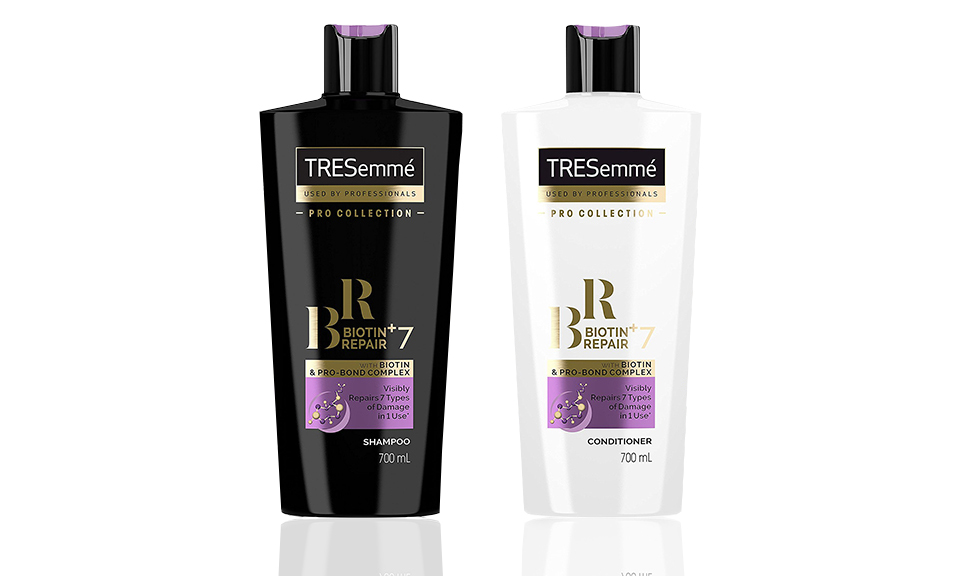 TRESemmé
USED BY PROFESSIONALS
PRO COLLECTION
BR
BIOTIN+7
REPAIR
WITH BIOTIN
& PRO-BOND COMPLEX
Visibly
Repairs 7 Types
of Damage
in 1 Use*
SHAMPOO
700 mL
TRESemmé
USED BY PROFESSIONALS
PRO COLLECTION
BR
BIOTIN+7
REPAIR
WITH BIOTIN
& PRO-BOND COMPLEX
Visibly
Repairs 7 Types
of Damage
in 1 Use*
CONDITIONER
700 mL